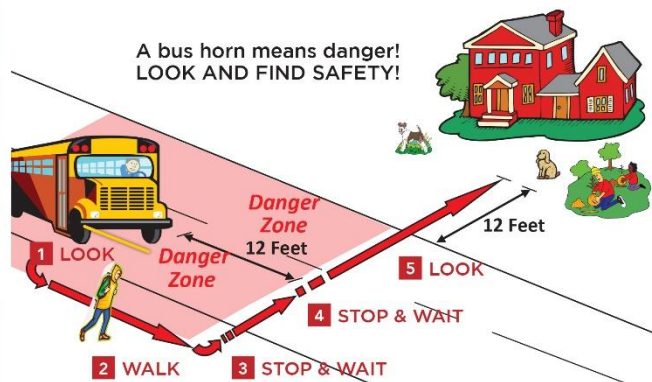 A bus horn means danger!
LOOK AND FIND SAFETY!
Danger
Zone
12 Feet
1 LOOK
Danger
Zone
12 Feet
5 LOOK
4 STOP & WAIT
2 WALK
3 STOP & WAIT